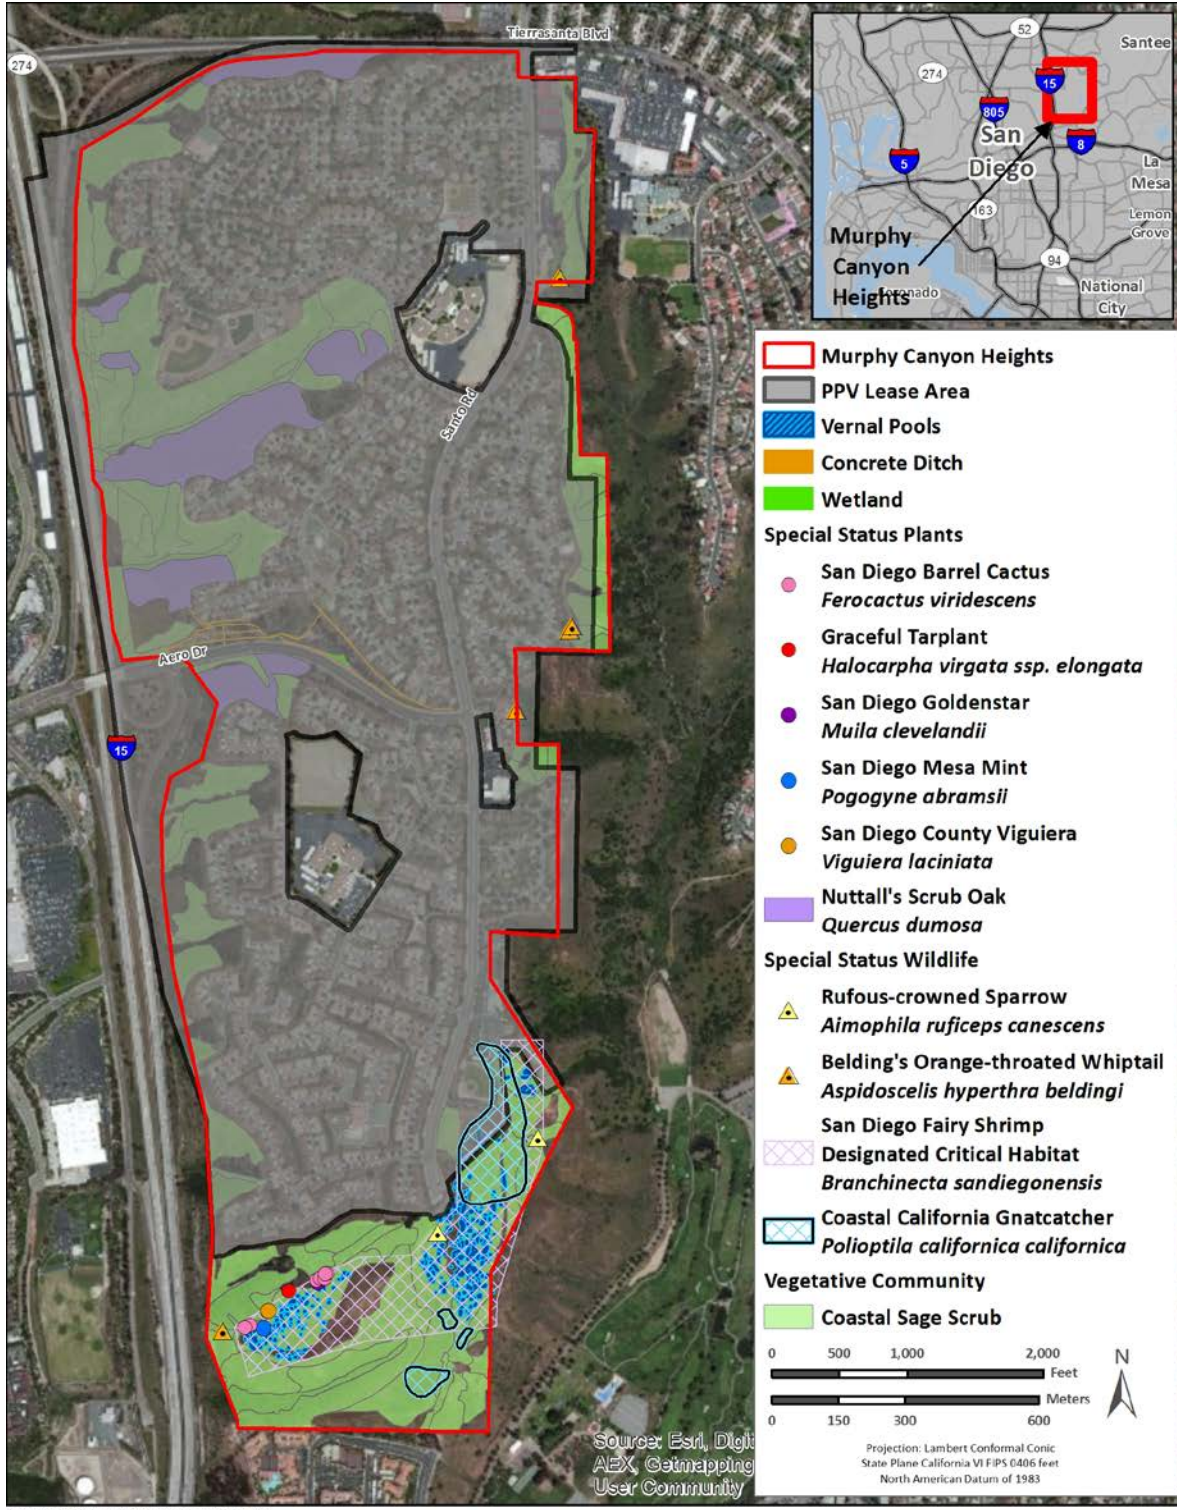 Tierrasanta Blvd
274
Santo Rd
Aero Dr
15
52
Santee
274
15
805
San
Diego
8
5
La
Mesa
163
Lemon
Grove
Murphy
Canyon
Heights
94
National
City
Murphy Canyon Heights
PPV Lease Area
Vernal Pools
Concrete Ditch
Wetland
Special Status Plants
San Diego Barrel Cactus
Ferocactus viridescens
Graceful Tarplant
Halocarpha virgata ssp. elongata
San Diego Goldenstar
Muila clevelandii
San Diego Mesa Mint
Pogogyne abramsii
San Diego County Viguiera
Viguiera laciniata
Nuttall's Scrub Oak
Quercus dumosa
Special Status Wildlife
Rufous-crowned Sparrow
Aimophila ruficeps canescens
Belding's Orange-throated Whiptail
Aspidoscelis hyperthra beldingi
San Diego Fairy Shrimp
Designated Critical Habitat
Branchinecta sandiegonensis
Coastal California Gnatcatcher
Polioptila californica californica
Vegetative Community
Coastal Sage Scrub
0 500 1,000 2,000
Feet
N
Meters
0 150 300 600
Projection: Lambert Conformal Conic
State Plane California VI FIPS 0406 feet
North American Datum of 1983
Source: Esri, Digi
AEX, Getmapping
User Community